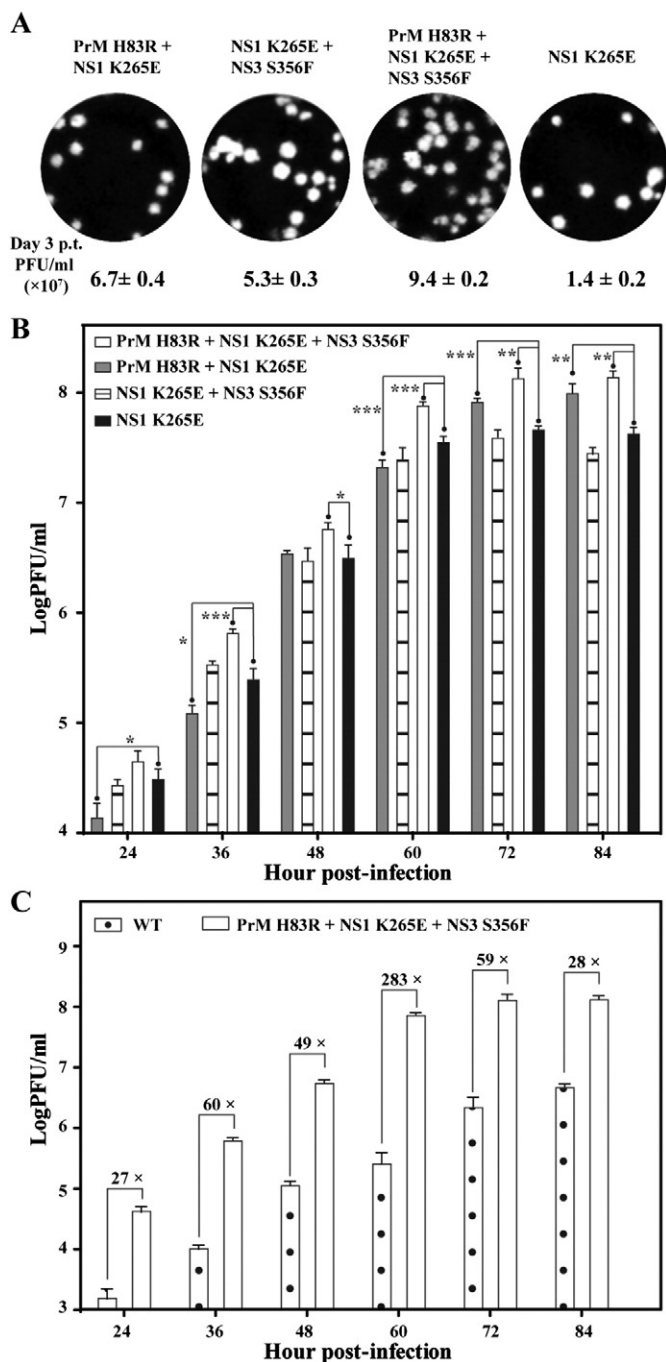 A
PrM H83R +
NS1 K265E
NS1 K265E +
NS3 S356F
PrM H83R +
NS1 K265E +
NS3 S356F
NS1 K265E
Day 3 p.t.
PFU/ml
(×10⁷)
6.7± 0.4
5.3± 0.3
9.4± 0.2
1.4± 0.2
B
PrM H83R + NS1 K265E + NS3 S356F
PrM H83R + NS1 K265E
NS1 K265E + NS3 S356F
NS1 K265E
*** ** ** **
*** ***
*
* ***
*
LogPFU/ml
8
7
6
5
4
24 36 48 60 72 84
Hour post-infection
C
WT PrM H83R + NS1 K265E + NS3 S356F
27 × 60 × 49 × 283 × 59 × 28 ×
LogPFU/ml
9
8
7
6
5
4
3
24 36 48 60 72 84
Hour post-infection